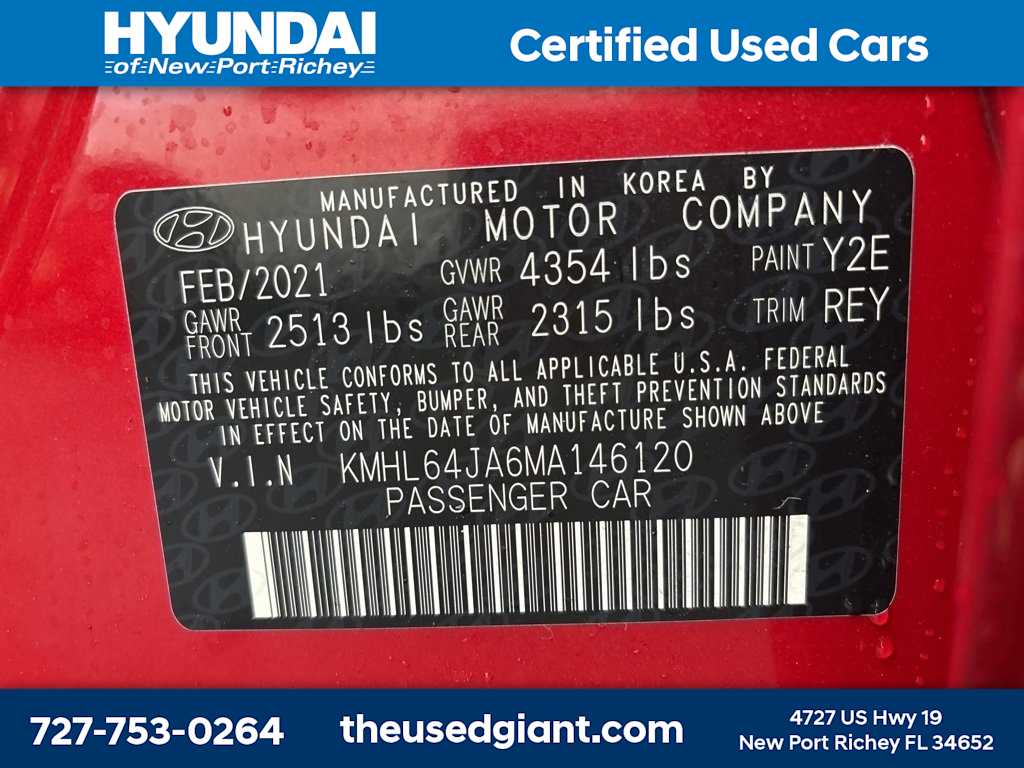 HYUNDAI
of New Port Richey
Certified Used Cars
MANUFACTURED IN KOREA BY
HYUNDAI MOTOR COMPANY
FEB/2021 GVWR 4354 lbs PAINT Y2E
GAWR FRONT 2513 lbs GAWR REAR 2315 lbs TRIM REY
THIS VEHICLE CONFORMS TO ALL APPLICABLE U.S.A. FEDERAL
MOTOR VEHICLE SAFETY, BUMPER, AND THEFT PREVENTION STANDARDS
IN EFFECT ON THE DATE OF MANUFACTURE SHOWN ABOVE
V.I.N KMHL64JA6MA146120
PASSENGER CAR
727-753-0264
theusedgiant.com
4727 US Hwy 19
New Port Richey FL 34652